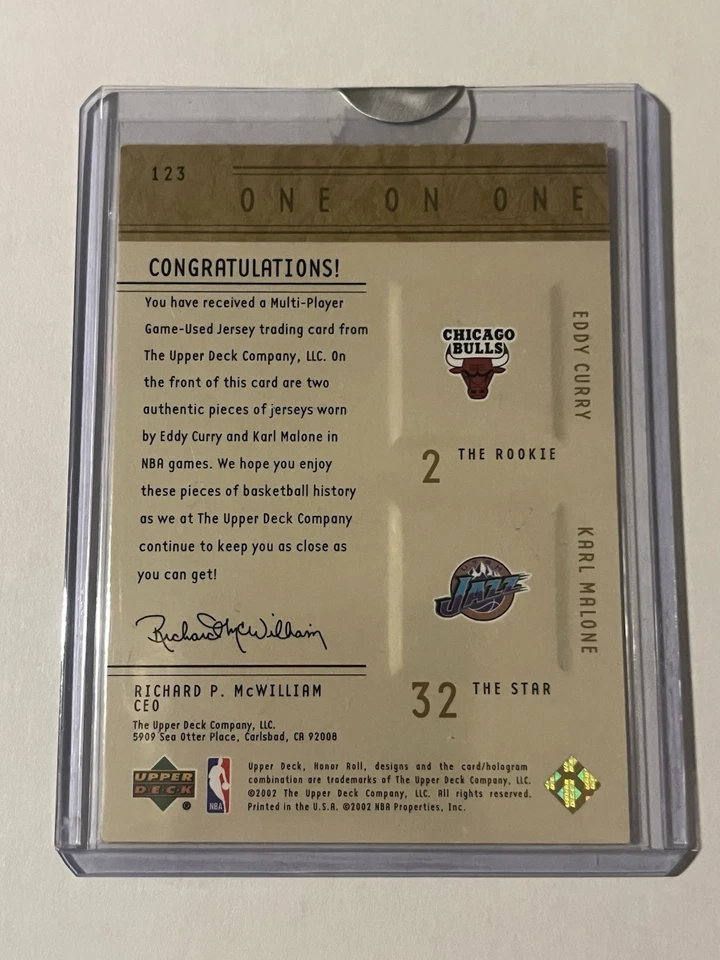 123
ONE ON ONE
CONGRATULATIONS!
You have received a Multi-Player
Game-Used Jersey trading card from
The Upper Deck Company, LLC. On
the front of this card are two
authentic pieces of jerseys worn
by Eddy Curry and Karl Malone in
NBA games. We hope you enjoy
these pieces of basketball history
as we at The Upper Deck Company
continue to keep you as close as
you can get!
Richard McWilliam
RICHARD P. McWILLIAM
CEO
The Upper Deck Company, LLC.
5909 Sea Otter Place, Carlsbad, CA 92008
CHICAGO
BULLS
EDDY CURRY
2 THE ROOKIE
JAZZ
KARL MALONE
32 THE STAR
UPPER
DECK
®
NBA
Upper Deck, Honor Roll, designs and the card/hologram
combination are trademarks of The Upper Deck Company, LLC.
©2002 The Upper Deck Company, LLC. All rights reserved.
Printed in the U.S.A. ©2002 NBA Properties, Inc.